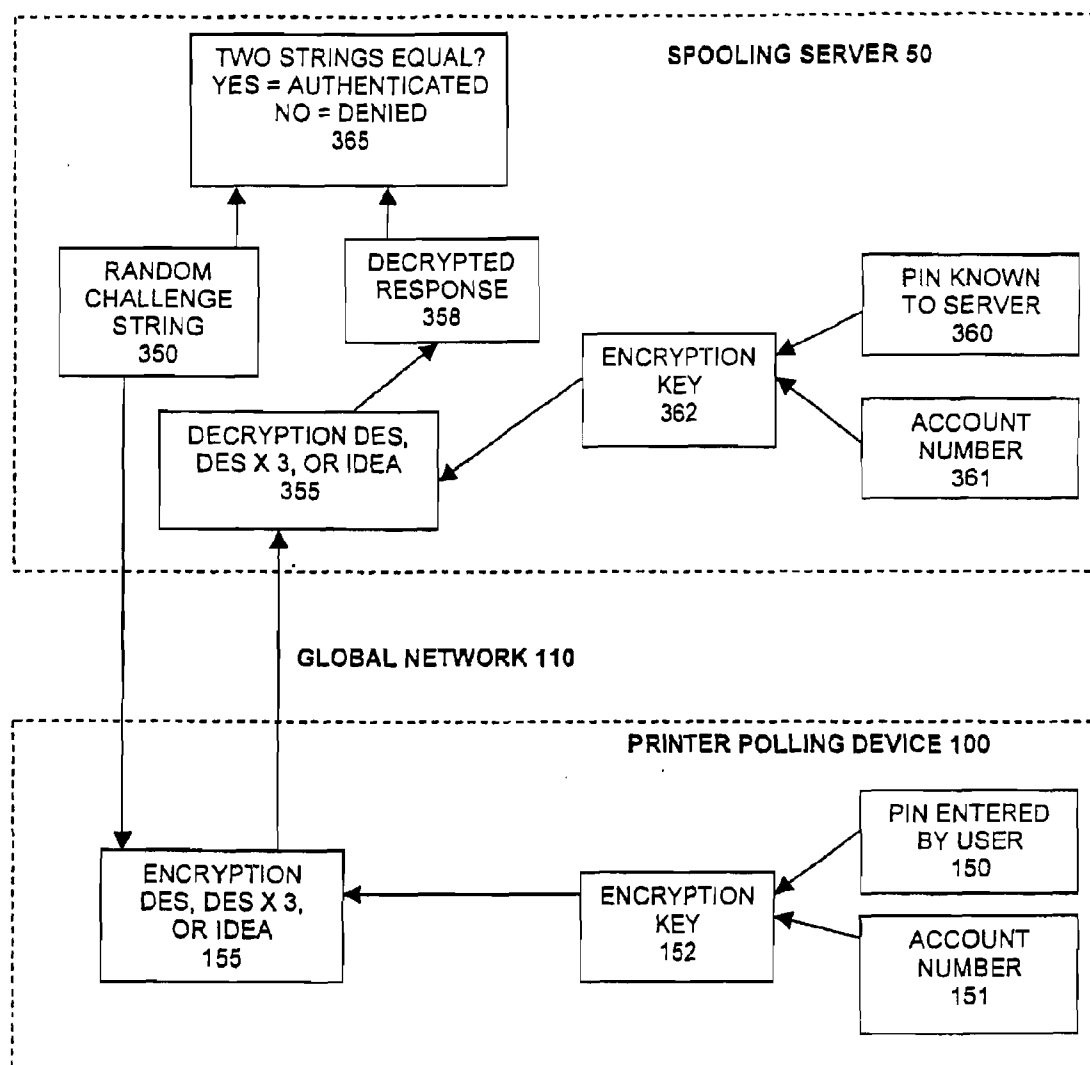 TWO STRINGS EQUAL?
YES = AUTHENTICATED
NO = DENIED
365
SPOOLING SERVER 50
RANDOM
CHALLENGE
STRING
350
DECRYPTED
RESPONSE
358
PIN KNOWN
TO SERVER
360
ENCRYPTION
KEY
362
ACCOUNT
NUMBER
361
DECRYPTION DES,
DES X 3, OR IDEA
355
GLOBAL NETWORK 110
PRINTER POLLING DEVICE 100
PIN ENTERED
BY USER
150
ENCRYPTION
DES, DES X 3,
OR IDEA
155
ENCRYPTION
KEY
152
ACCOUNT
NUMBER
151